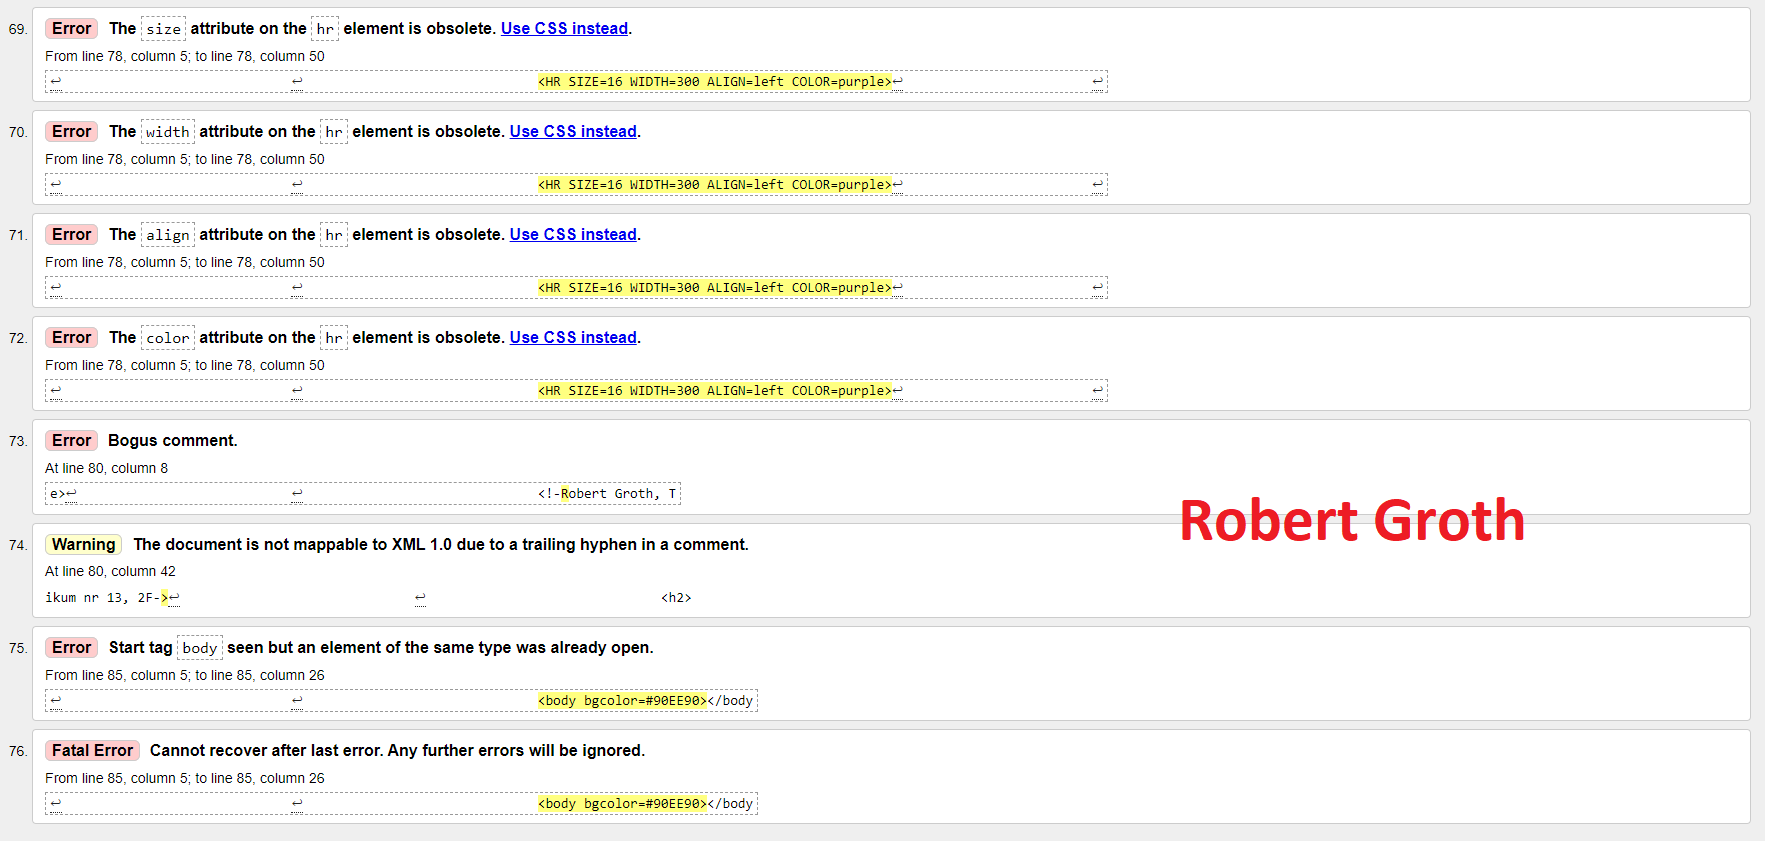 69. Error The size attribute on the hr element is obsolete. Use CSS instead.
From line 78, column 5; to line 78, column 50
↩ ↩ <HR SIZE=16 WIDTH=300 ALIGN=left COLOR=purple>↩ ↩
70. Error The width attribute on the hr element is obsolete. Use CSS instead.
From line 78, column 5; to line 78, column 50
↩ ↩ <HR SIZE=16 WIDTH=300 ALIGN=left COLOR=purple>↩ ↩
71. Error The align attribute on the hr element is obsolete. Use CSS instead.
From line 78, column 5; to line 78, column 50
↩ ↩ <HR SIZE=16 WIDTH=300 ALIGN=left COLOR=purple>↩ ↩
72. Error The color attribute on the hr element is obsolete. Use CSS instead.
From line 78, column 5; to line 78, column 50
↩ ↩ <HR SIZE=16 WIDTH=300 ALIGN=left COLOR=purple>↩ ↩
73. Error Bogus comment.
At line 80, column 8
e>↩ ↩ <!-Robert Groth, T
Robert Groth
74. Warning The document is not mappable to XML 1.0 due to a trailing hyphen in a comment.
At line 80, column 42
ikum nr 13, 2F->↩ ↩ <h2>
75. Error Start tag body seen but an element of the same type was already open.
From line 85, column 5; to line 85, column 26
↩ ↩ <body bgcolor=#90EE90></body
76. Fatal Error Cannot recover after last error. Any further errors will be ignored.
From line 85, column 5; to line 85, column 26
↩ ↩ <body bgcolor=#90EE90></body